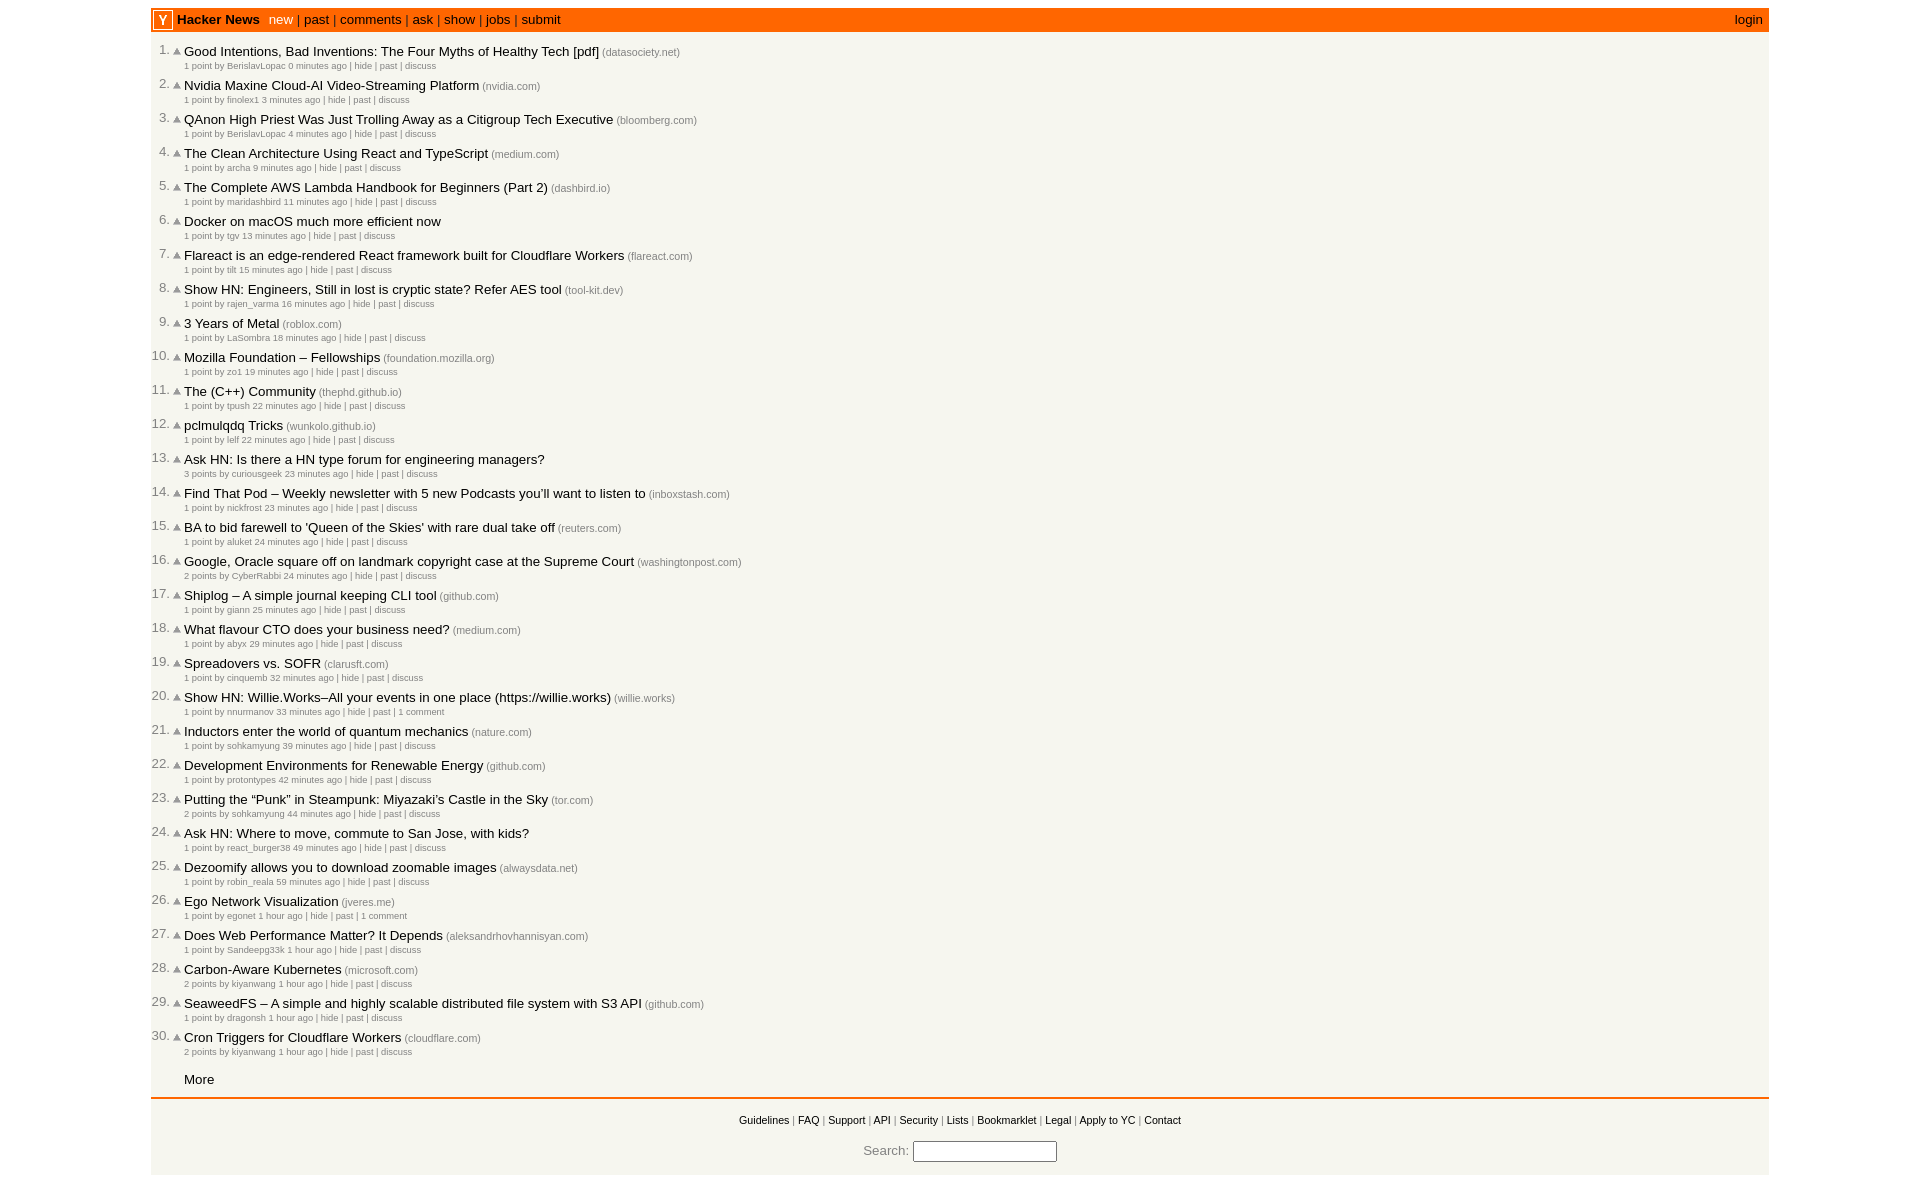 Y Hacker News new | past | comments | ask | show | jobs | submit login
1. Good Intentions, Bad Inventions: The Four Myths of Healthy Tech [pdf] (datasociety.net)
1 point by BerislavLopac 0 minutes ago | hide | past | discuss
2. Nvidia Maxine Cloud-AI Video-Streaming Platform (nvidia.com)
1 point by finolex1 3 minutes ago | hide | past | discuss
3. QAnon High Priest Was Just Trolling Away as a Citigroup Tech Executive (bloomberg.com)
1 point by BerislavLopac 4 minutes ago | hide | past | discuss
4. The Clean Architecture Using React and TypeScript (medium.com)
1 point by archa 9 minutes ago | hide | past | discuss
5. The Complete AWS Lambda Handbook for Beginners (Part 2) (dashbird.io)
1 point by maridashbird 11 minutes ago | hide | past | discuss
6. Docker on macOS much more efficient now
1 point by tgv 13 minutes ago | hide | past | discuss
7. Flareact is an edge-rendered React framework built for Cloudflare Workers (flareact.com)
1 point by tilt 15 minutes ago | hide | past | discuss
8. Show HN: Engineers, Still in lost is cryptic state? Refer AES tool (tool-kit.dev)
1 point by rajen_varma 16 minutes ago | hide | past | discuss
9. 3 Years of Metal (roblox.com)
1 point by LaSombra 18 minutes ago | hide | past | discuss
10. Mozilla Foundation – Fellowships (foundation.mozilla.org)
1 point by zo1 19 minutes ago | hide | past | discuss
11. The (C++) Community (thephd.github.io)
1 point by tpush 22 minutes ago | hide | past | discuss
12. pclmulqdq Tricks (wunkolo.github.io)
1 point by lelf 22 minutes ago | hide | past | discuss
13. Ask HN: Is there a HN type forum for engineering managers?
3 points by curiousgeek 23 minutes ago | hide | past | discuss
14. Find That Pod – Weekly newsletter with 5 new Podcasts you’ll want to listen to (inboxstash.com)
1 point by nickfrost 23 minutes ago | hide | past | discuss
15. BA to bid farewell to 'Queen of the Skies' with rare dual take off (reuters.com)
1 point by aluket 24 minutes ago | hide | past | discuss
16. Google, Oracle square off on landmark copyright case at the Supreme Court (washingtonpost.com)
2 points by CyberRabbi 24 minutes ago | hide | past | discuss
17. Shiplog – A simple journal keeping CLI tool (github.com)
1 point by giann 25 minutes ago | hide | past | discuss
18. What flavour CTO does your business need? (medium.com)
1 point by abyx 29 minutes ago | hide | past | discuss
19. Spreadovers vs. SOFR (clarusft.com)
1 point by cinquemb 32 minutes ago | hide | past | discuss
20. Show HN: Willie.Works–All your events in one place (https://willie.works) (willie.works)
1 point by nnurmanov 33 minutes ago | hide | past | 1 comment
21. Inductors enter the world of quantum mechanics (nature.com)
1 point by sohkamyung 39 minutes ago | hide | past | discuss
22. Development Environments for Renewable Energy (github.com)
1 point by protontypes 42 minutes ago | hide | past | discuss
23. Putting the “Punk” in Steampunk: Miyazaki’s Castle in the Sky (tor.com)
2 points by sohkamyung 44 minutes ago | hide | past | discuss
24. Ask HN: Where to move, commute to San Jose, with kids?
1 point by react_burger38 49 minutes ago | hide | past | discuss
25. Dezoomify allows you to download zoomable images (alwaysdata.net)
1 point by robin_reala 59 minutes ago | hide | past | discuss
26. Ego Network Visualization (jveres.me)
1 point by egonet 1 hour ago | hide | past | 1 comment
27. Does Web Performance Matter? It Depends (aleksandrhovhannisyan.com)
1 point by Sandeepg33k 1 hour ago | hide | past | discuss
28. Carbon-Aware Kubernetes (microsoft.com)
2 points by kiyanwang 1 hour ago | hide | past | discuss
29. SeaweedFS – A simple and highly scalable distributed file system with S3 API (github.com)
1 point by dragonsh 1 hour ago | hide | past | discuss
30. Cron Triggers for Cloudflare Workers (cloudflare.com)
2 points by kiyanwang 1 hour ago | hide | past | discuss
More
Guidelines | FAQ | Support | API | Security | Lists | Bookmarklet | Legal | Apply to YC | Contact
Search: